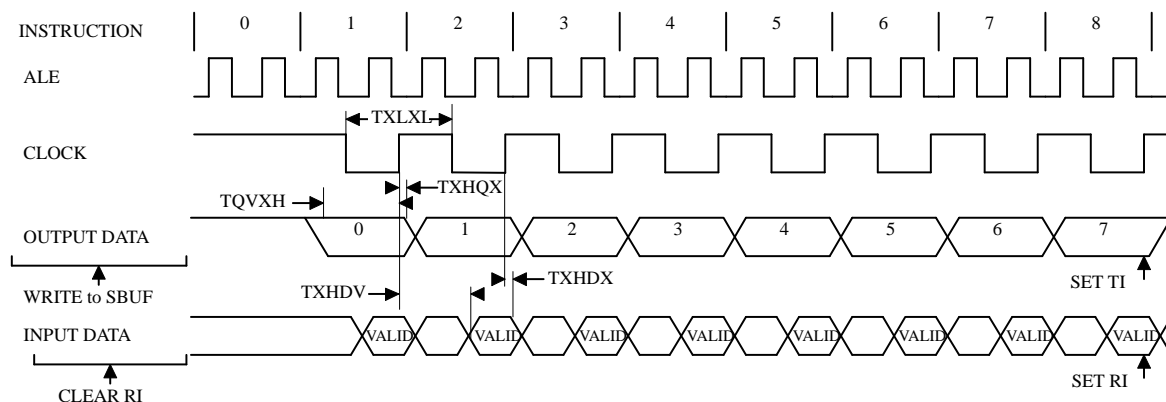 INSTRUCTION 0 1 2 3 4 5 6 7 8
ALE
TXLXL
CLOCK
TXHQX
TQVXH
OUTPUT DATA 0 1 2 3 4 5 6 7
TXHDX
SET TI
WRITE to SBUF
TXHDV
INPUT DATA VALID VALID VALID VALID VALID VALID VALID VALID
SET RI
CLEAR RI